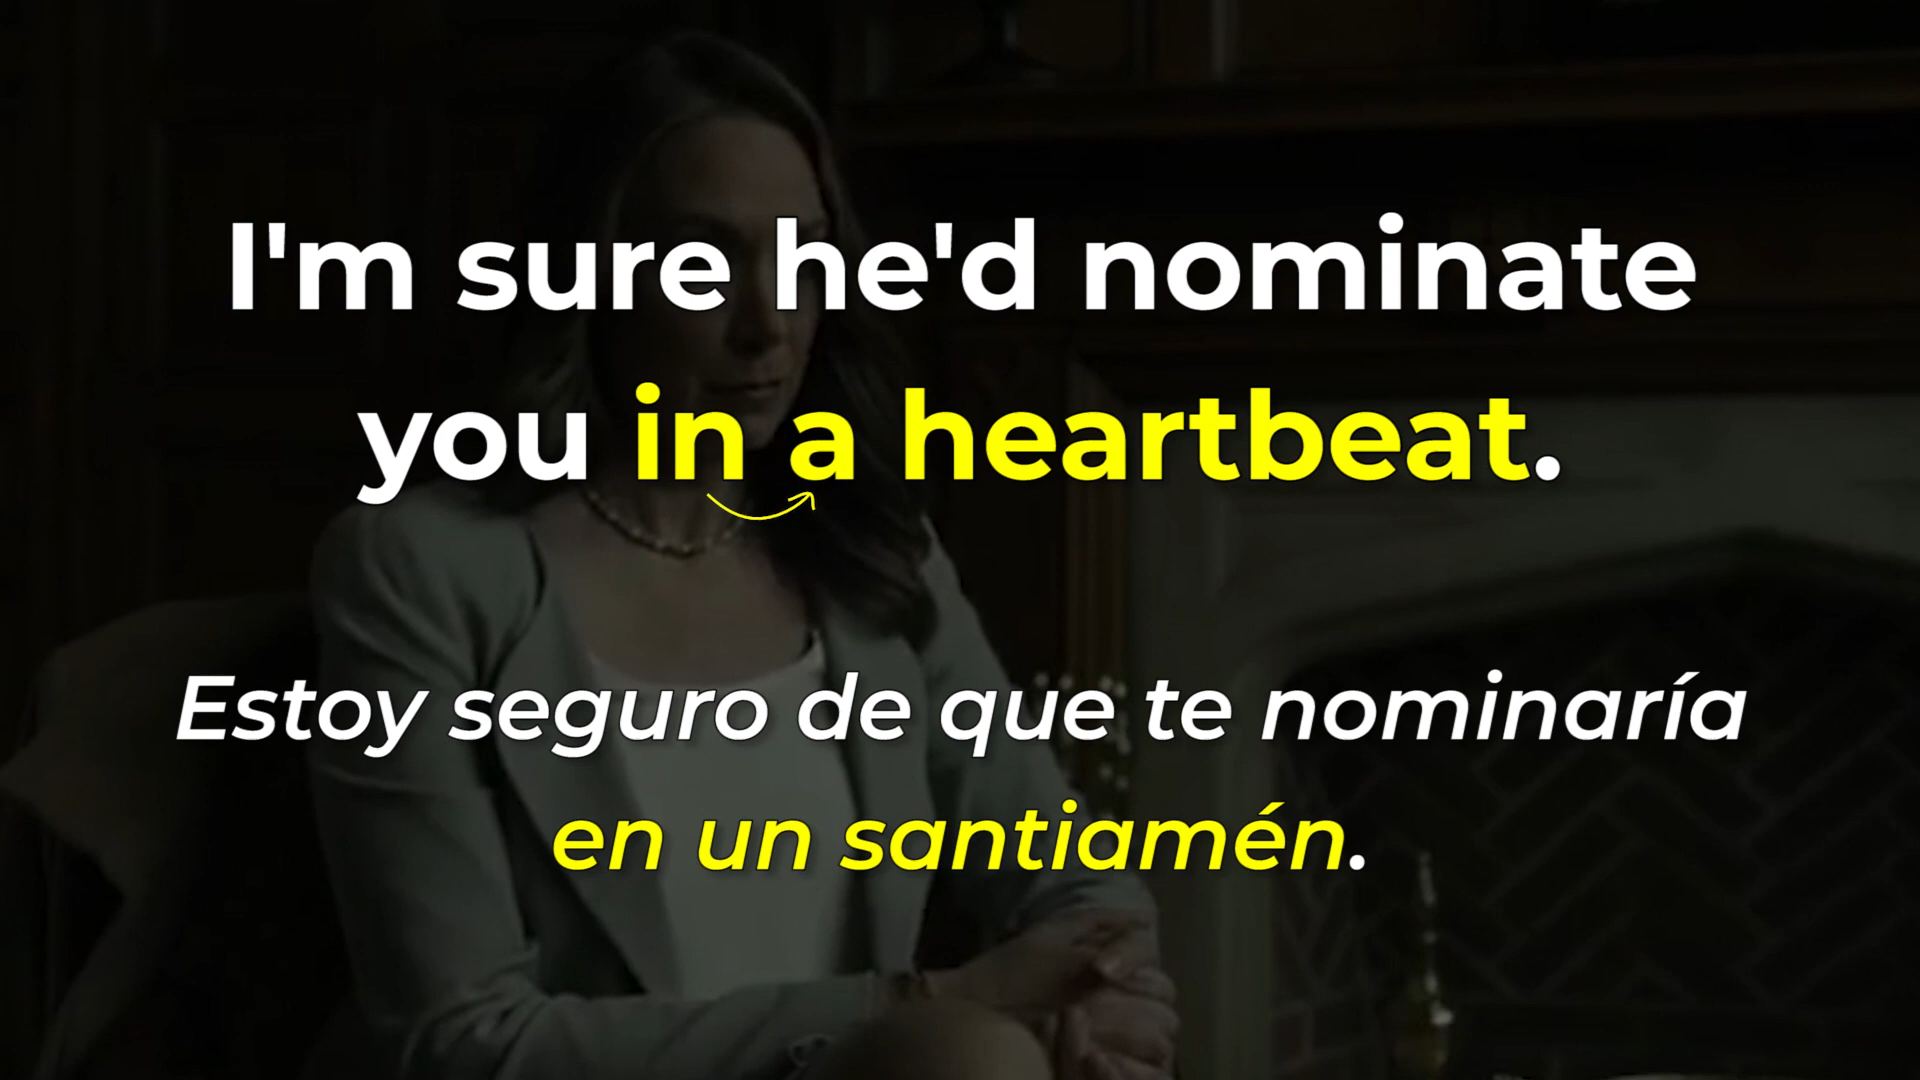 I'm sure he'd nominate
you in a heartbeat.
Estoy seguro de que te nominaría
en un santiamén.